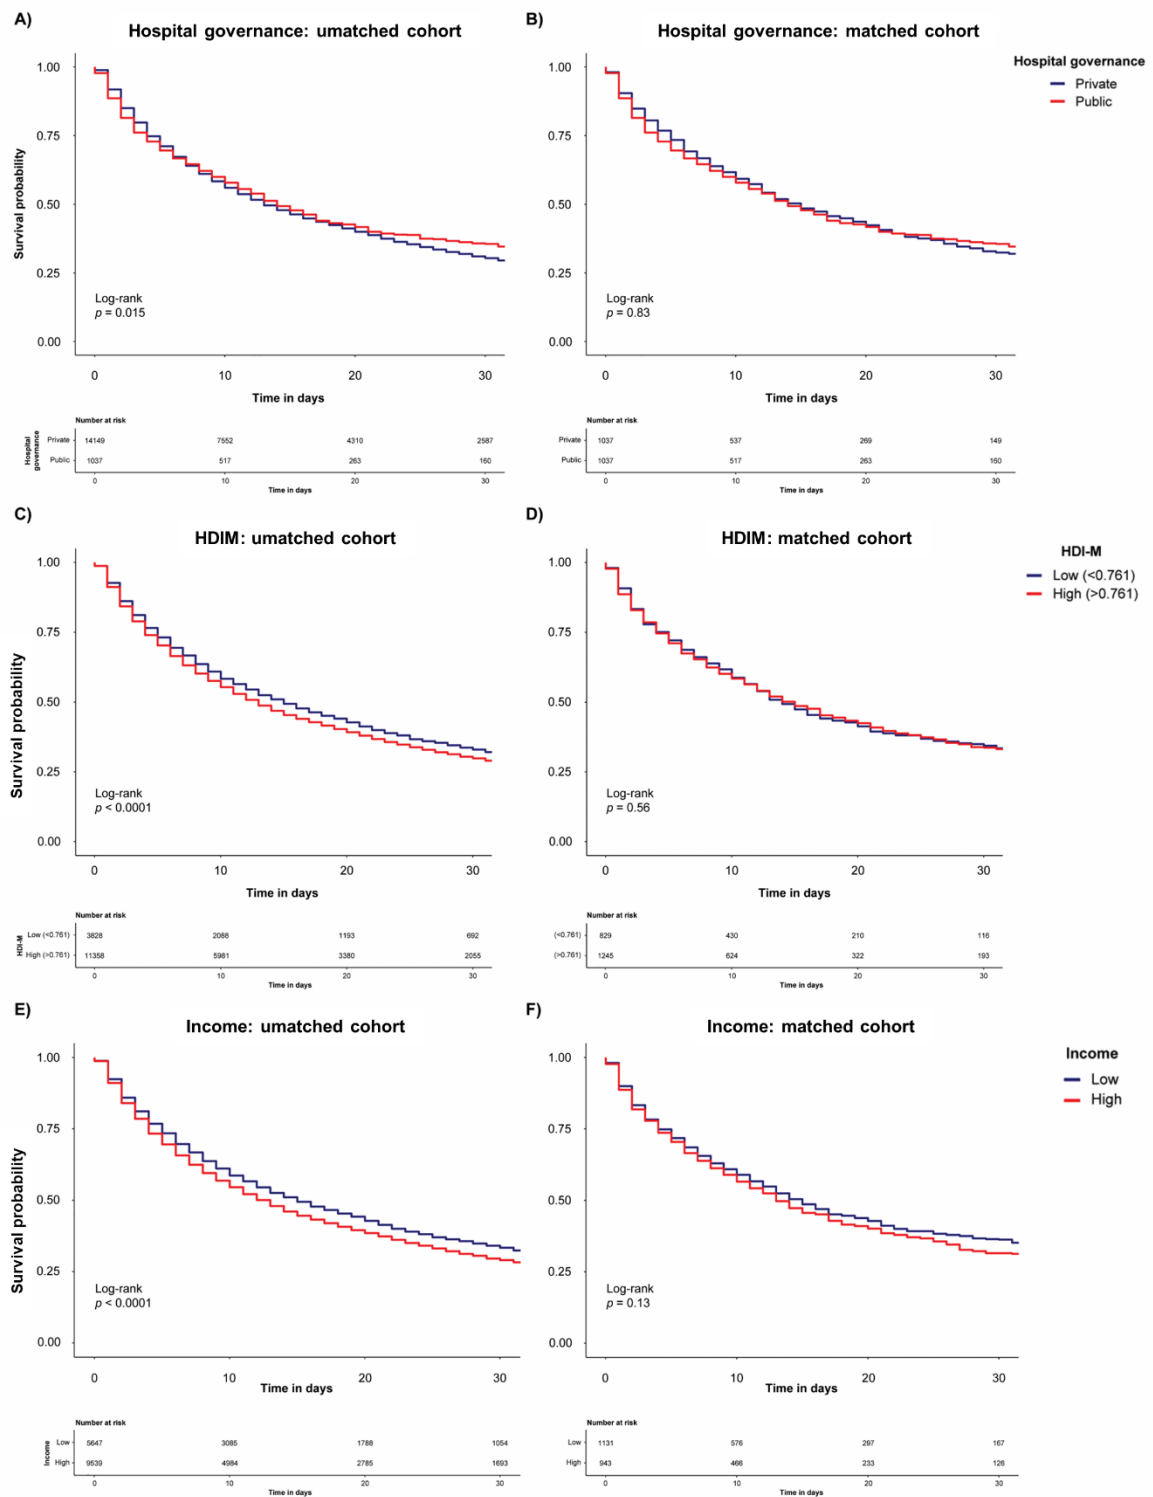 A)
Hospital governance: umatched cohort
Survival probability
1.00
0.75
0.50
0.25
0.00
Log-rank
p = 0.015
0 10 20 30
Time in days
Number at risk
Hospital governance
Private 14149 7552 4310 2587
Public 1037 517 263 160
0 10 20 30
Time in days
B)
Hospital governance: matched cohort
1.00
0.75
0.50
0.25
0.00
Log-rank
p = 0.83
0 10 20 30
Time in days
Number at risk
Private 1037 537 269 149
Public 1037 517 263 160
0 10 20 30
Time in days
Hospital governance
Private
Public
C)
HDIM: umatched cohort
Survival probability
1.00
0.75
0.50
0.25
0.00
Log-rank
p < 0.0001
0 10 20 30
Time in days
Number at risk
HDI-M
Low (<0.761) 3828 2088 1193 692
High (>0.761) 11358 5981 3380 2055
0 10 20 30
Time in days
D)
HDIM: matched cohort
1.00
0.75
0.50
0.25
0.00
Log-rank
p = 0.56
0 10 20 30
Time in days
Number at risk
(<0.761) 829 430 210 116
(>0.761) 1245 624 322 193
0 10 20 30
Time in days
HDI-M
Low (<0.761)
High (>0.761)
E)
Income: umatched cohort
Survival probability
1.00
0.75
0.50
0.25
0.00
Log-rank
p < 0.0001
0 10 20 30
Time in days
Number at risk
Income
Low 5647 3085 1788 1054
High 9539 4984 2785 1693
0 10 20 30
Time in days
F)
Income: matched cohort
1.00
0.75
0.50
0.25
0.00
Log-rank
p = 0.13
0 10 20 30
Time in days
Number at risk
Low 1131 576 297 167
High 943 466 233 126
0 10 20 30
Time in days
Income
Low
High